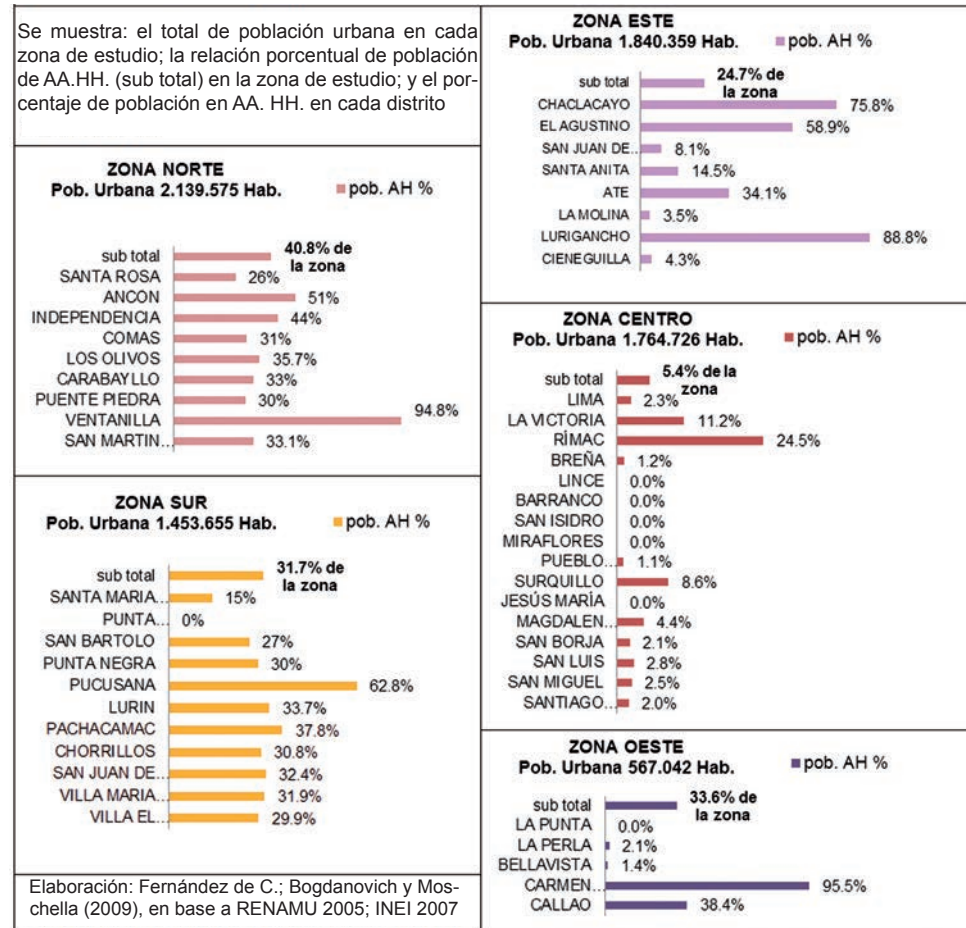 Se muestra: el total de población urbana en cada
zona de estudio; la relación porcentual de población
de AA.HH. (sub total) en la zona de estudio; y el por-
centaje de población en AA. HH. en cada distrito
ZONA NORTE
Pob. Urbana 2.139.575 Hab.
pob. AH %
sub total 40.8% de la zona
SANTA ROSA 26%
ANCON 51%
INDEPENDENCIA 44%
COMAS 31%
LOS OLIVOS 35.7%
CARABAYLLO 33%
PUENTE PIEDRA 30%
VENTANILLA 94.8%
SAN MARTIN... 33.1%
ZONA SUR
Pob. Urbana 1.453.655 Hab.
pob. AH %
sub total 31.7% de la zona
SANTA MARIA... 15%
PUNTA... 0%
SAN BARTOLO 27%
PUNTA NEGRA 30%
PUCUSANA 62.8%
LURIN 33.7%
PACHACAMAC 37.8%
CHORRILLOS 30.8%
SAN JUAN DE... 32.4%
VILLA MARIA... 31.9%
VILLA EL... 29.9%
Elaboración: Fernández de C.; Bogdanovich y Mos-
chella (2009), en base a RENAMU 2005; INEI 2007
ZONA ESTE
Pob. Urbana 1.840.359 Hab.
pob. AH %
sub total 24.7% de la zona
CHACLACAYO 75.8%
EL AGUSTINO 58.9%
SAN JUAN DE... 8.1%
SANTA ANITA 14.5%
ATE 34.1%
LA MOLINA 3.5%
LURIGANCHO 88.8%
CIENEGUILLA 4.3%
ZONA CENTRO
Pob. Urbana 1.764.726 Hab.
pob. AH %
sub total 5.4% de la zona
LIMA 2.3%
LA VICTORIA 11.2%
RÍMAC 24.5%
BREÑA 1.2%
LINCE 0.0%
BARRANCO 0.0%
SAN ISIDRO 0.0%
MIRAFLORES 0.0%
PUEBLO... 1.1%
SURQUILLO 8.6%
JESÚS MARÍA 0.0%
MAGDALEN... 4.4%
SAN BORJA 2.1%
SAN LUIS 2.8%
SAN MIGUEL 2.5%
SANTIAGO... 2.0%
ZONA OESTE
Pob. Urbana 567.042 Hab.
pob. AH %
sub total 33.6% de la zona
LA PUNTA 0.0%
LA PERLA 2.1%
BELLAVISTA 1.4%
CARMEN... 95.5%
CALLAO 38.4%